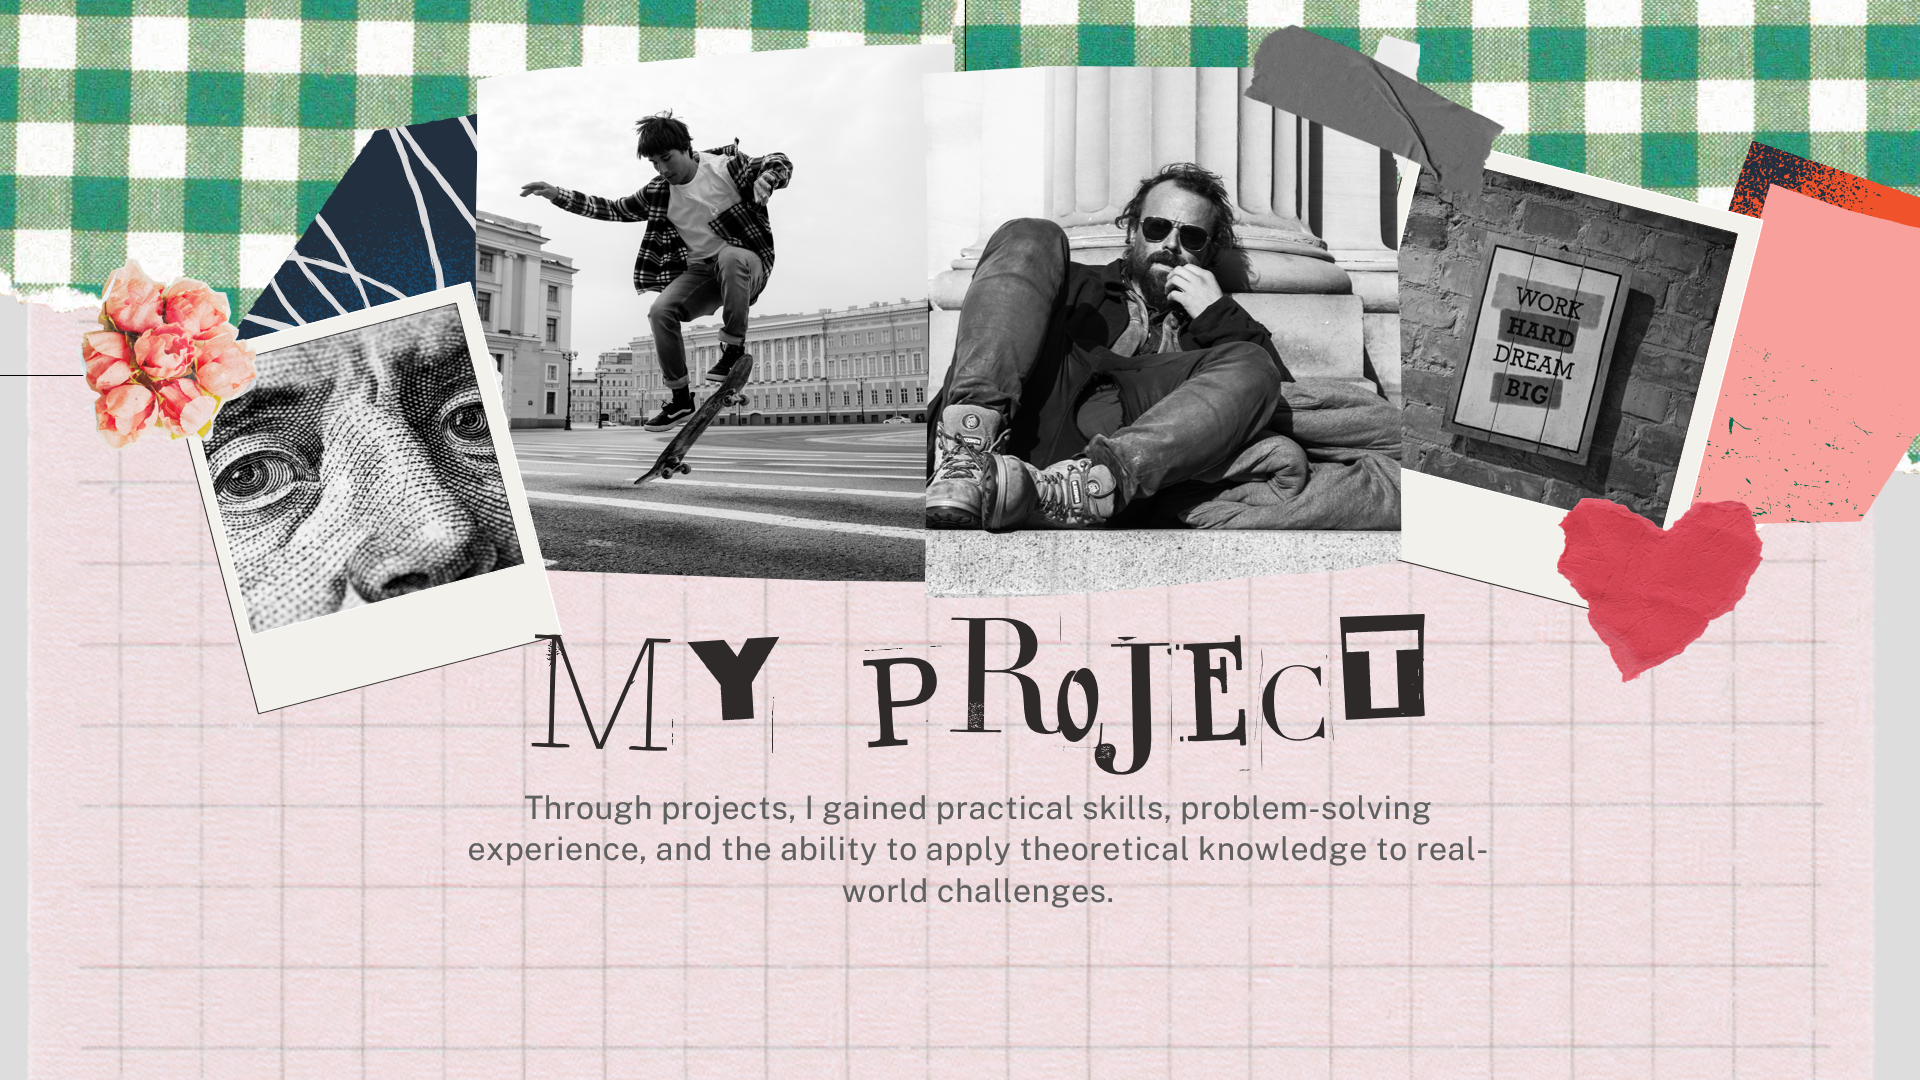 WORK
HARD
DREAM
BIG
MY PROJECT
Through projects, I gained practical skills, problem-solving
experience, and the ability to apply theoretical knowledge to real-
world challenges.